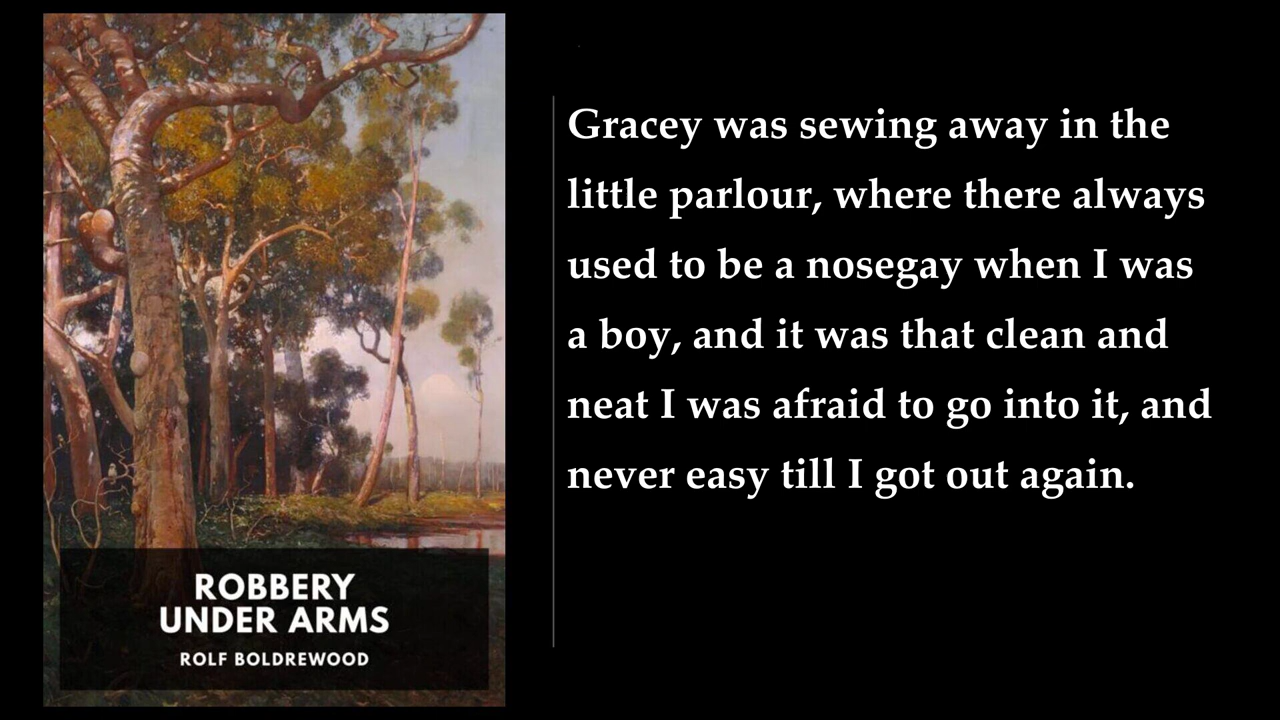 ROBBERY
UNDER ARMS
ROLF BOLDREWOOD
Gracey was sewing away in the
little parlour, where there always
used to be a nosegay when I was
a boy, and it was that clean and
neat I was afraid to go into it, and
never easy till I got out again.